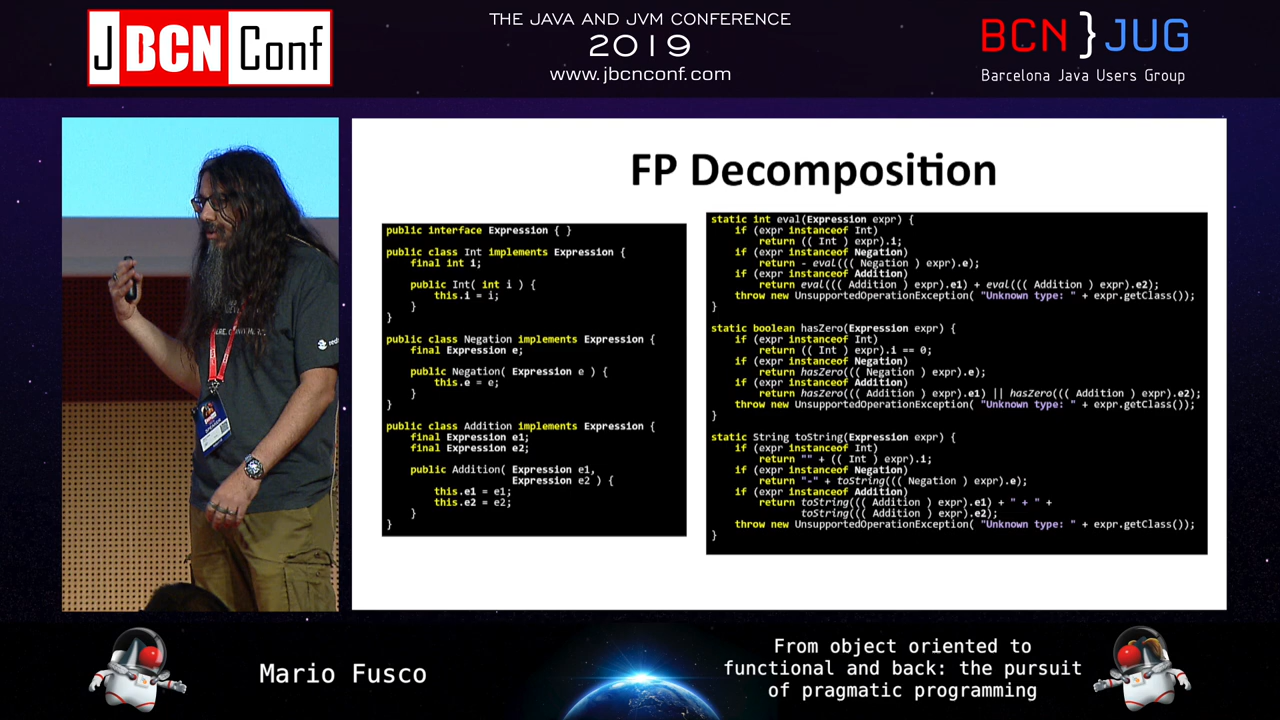 JBCNConf
THE JAVA AND JVM CONFERENCE
2019
www.jbcnconf.com
BCN}JUG
Barcelona Java Users Group
FP Decomposition
public interface Expression { }
public class Int implements Expression {
    final int i;
    public Int( int i ) {
        this.i = i;
    }
}
public class Negation implements Expression {
    final Expression e;
    public Negation( Expression e ) {
        this.e = e;
    }
}
public class Addition implements Expression {
    final Expression e1;
    final Expression e2;
    public Addition( Expression e1,
                     Expression e2 ) {
        this.e1 = e1;
        this.e2 = e2;
    }
}
static int eval(Expression expr) {
    if (expr instanceof Int)
        return (( Int ) expr).i;
    if (expr instanceof Negation)
        return - eval((( Negation ) expr).e);
    if (expr instanceof Addition)
        return eval((( Addition ) expr).e1) + eval((( Addition ) expr).e2);
    throw new UnsupportedOperationException( "Unknown type: " + expr.getClass());
}
static boolean hasZero(Expression expr) {
    if (expr instanceof Int)
        return (( Int ) expr).i == 0;
    if (expr instanceof Negation)
        return hasZero((( Negation ) expr).e);
    if (expr instanceof Addition)
        return hasZero((( Addition ) expr).e1) || hasZero((( Addition ) expr).e2);
    throw new UnsupportedOperationException( "Unknown type: " + expr.getClass());
}
static String toString(Expression expr) {
    if (expr instanceof Int)
        return "" + (( Int ) expr).i;
    if (expr instanceof Negation)
        return "-" + toString((( Negation ) expr).e);
    if (expr instanceof Addition)
        return toString((( Addition ) expr).e1) + " + " +
               toString((( Addition ) expr).e2);
    throw new UnsupportedOperationException( "Unknown type: " + expr.getClass());
}
Mario Fusco
From object oriented to
functional and back: the pursuit
of pragmatic programming